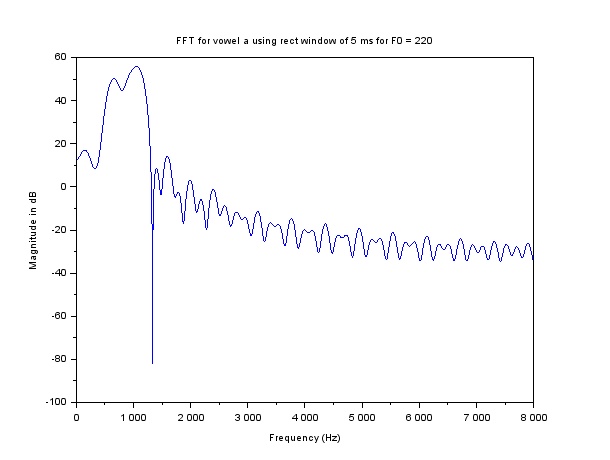 FFT for vowel a using rect window of 5 ms for F0 = 220
60
40
20
0
-20
-40
-60
-80
-100
Magnitude in dB
0 1 000 2 000 3 000 4 000 5 000 6 000 7 000 8 000
Frequency (Hz)